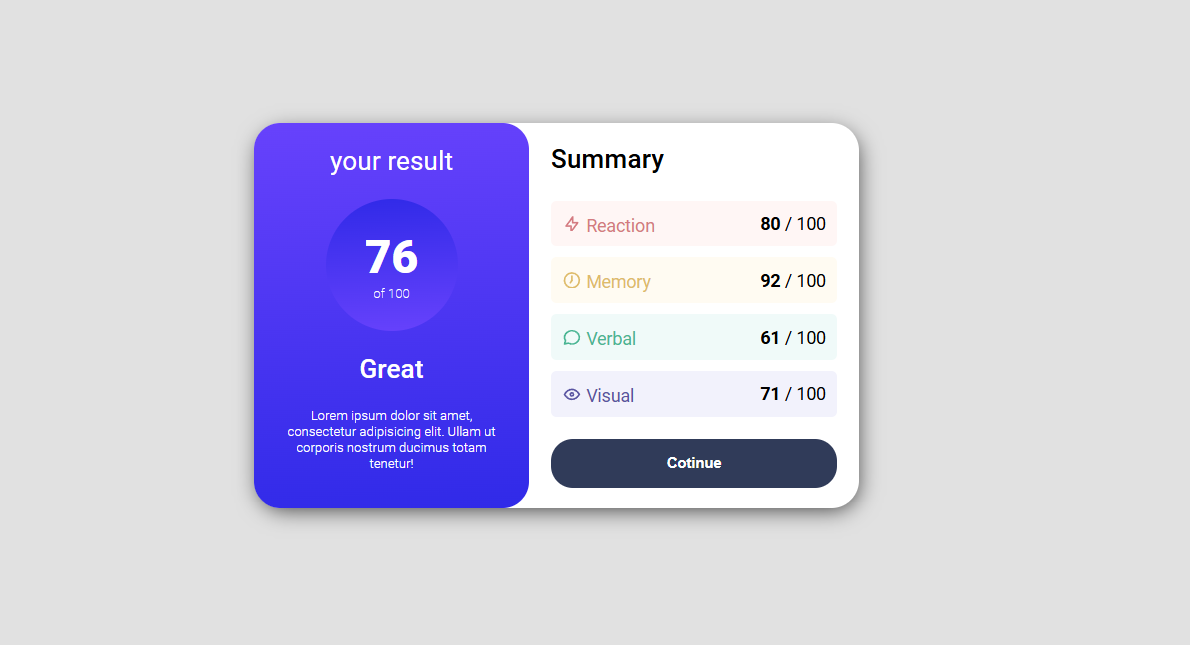 your result
76
of 100
Great
Lorem ipsum dolor sit amet,
consectetur adipisicing elit. Ullam ut
corporis nostrum ducimus totam
tenetur!
Summary
Reaction 80 / 100
Memory 92 / 100
Verbal 61 / 100
Visual 71 / 100
Cotinue